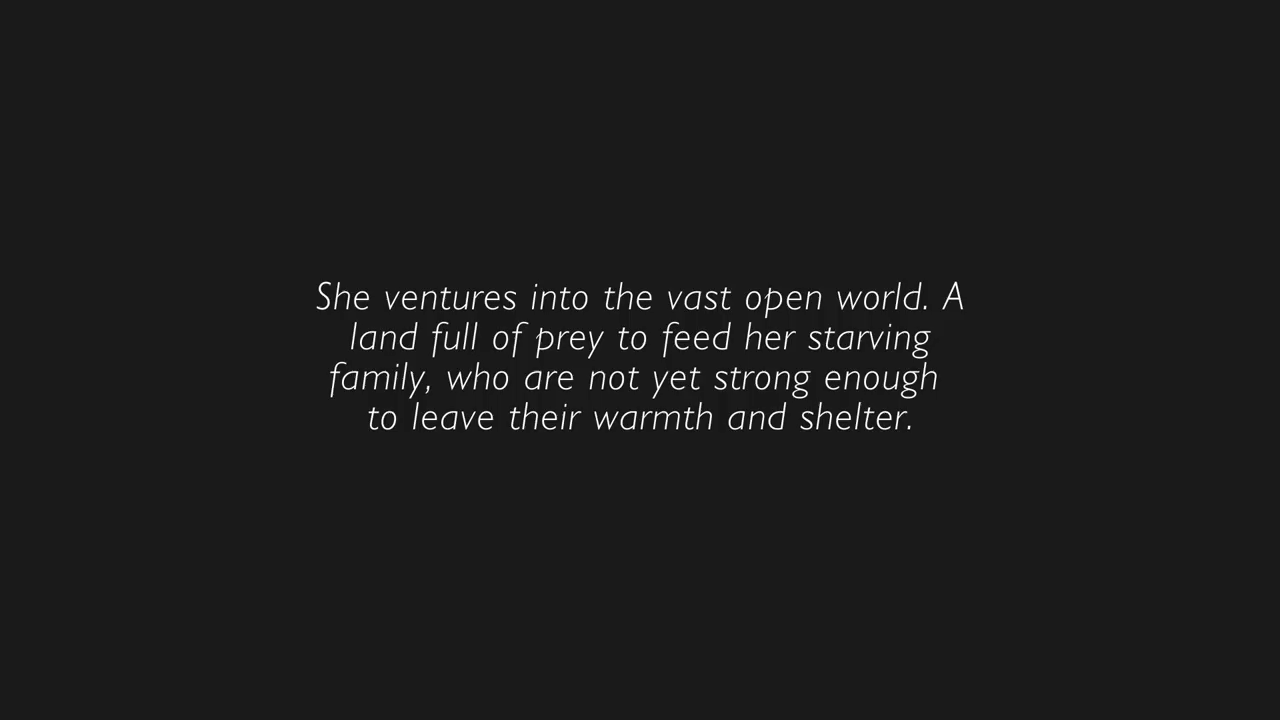 She ventures into the vast open world. A
land full of prey to feed her starving
family, who are not yet strong enough
to leave their warmth and shelter.